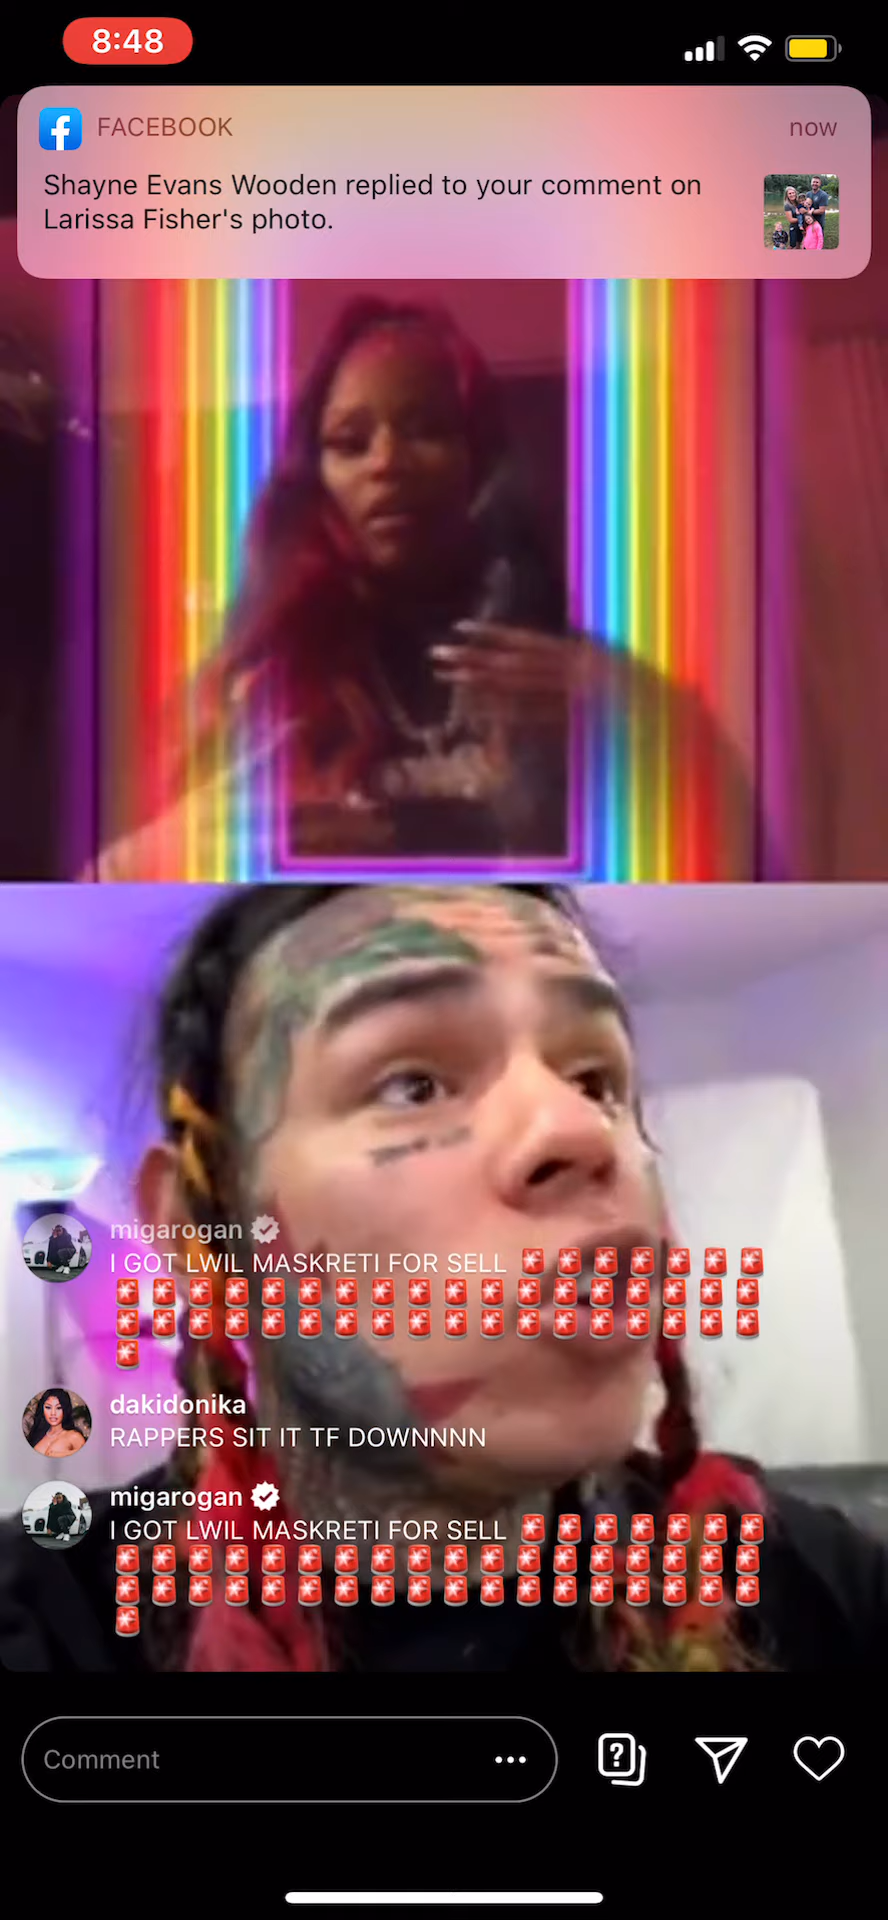 8:48
FACEBOOK
now
Shayne Evans Wooden replied to your comment on
Larissa Fisher's photo.
migarogan
I GOT LWIL MASKRETI FOR SELL 🚨🚨🚨🚨🚨🚨🚨
🚨🚨🚨🚨🚨🚨🚨🚨🚨🚨🚨🚨🚨🚨🚨🚨🚨🚨
🚨🚨🚨🚨🚨🚨🚨🚨🚨🚨🚨🚨🚨🚨🚨🚨🚨🚨
🚨
dakidonika
RAPPERS SIT IT TF DOWNNNN
migarogan
I GOT LWIL MASKRETI FOR SELL 🚨🚨🚨🚨🚨🚨🚨
🚨🚨🚨🚨🚨🚨🚨🚨🚨🚨🚨🚨🚨🚨🚨🚨🚨🚨
🚨🚨🚨🚨🚨🚨🚨🚨🚨🚨🚨🚨🚨🚨🚨🚨🚨🚨
🚨
Comment